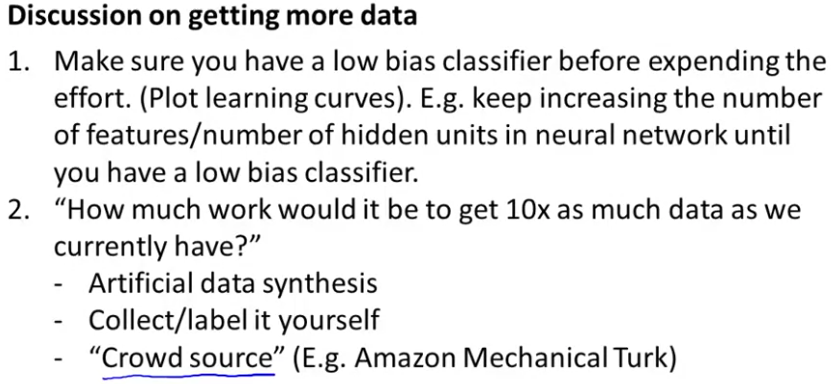 Discussion on getting more data
1. Make sure you have a low bias classifier before expending the
effort. (Plot learning curves). E.g. keep increasing the number
of features/number of hidden units in neural network until
you have a low bias classifier.
2. “How much work would it be to get 10x as much data as we
currently have?”
- Artificial data synthesis
- Collect/label it yourself
- “Crowd source” (E.g. Amazon Mechanical Turk)